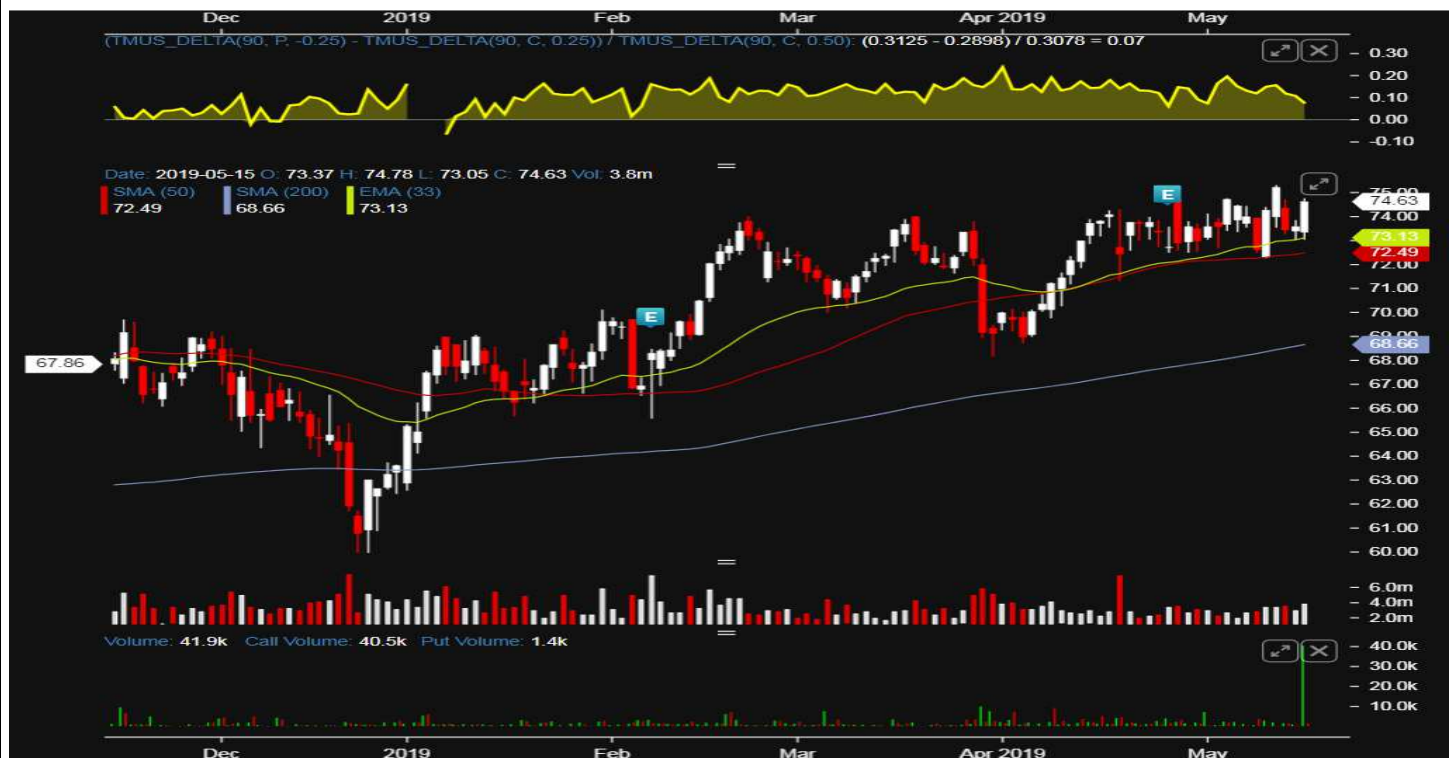 Dec 2019 Feb Mar Apr 2019 May
(TMUS_DELTA(90, P, -0.25) - TMUS_DELTA(90, C, 0.25)) / TMUS_DELTA(90, C, 0.50): (0.3125 - 0.2898) / 0.3078 = 0.07
0.30
0.20
0.10
0.00
-0.10
Date: 2019-05-15 O: 73.37 H: 74.78 L: 73.05 C: 74.63 Vol: 3.8m
SMA (50) SMA (200) EMA (33)
72.49 68.66 73.13
75.00
74.63
74.00
73.13
72.49
72.00
71.00
70.00
E
E
69.00
68.66
67.86
68.00
67.00
66.00
65.00
64.00
63.00
62.00
61.00
60.00
6.0m
4.0m
2.0m
Volume: 41.9k Call Volume: 40.5k Put Volume: 1.4k
40.0k
30.0k
20.0k
10.0k
Dec 2019 Feb Mar Apr 2019 May